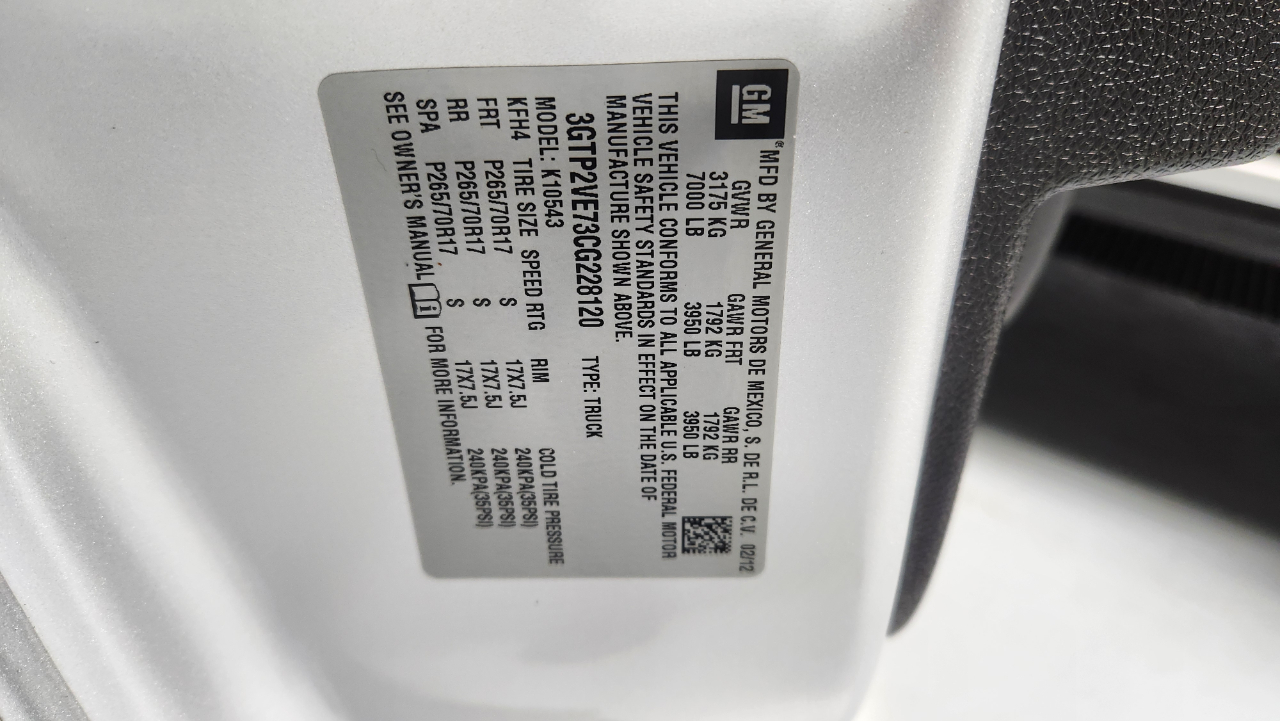 GM
® MFD BY GENERAL MOTORS DE MEXICO, S. DE R.L. DE C.V. 02/12
GVWR GAWR FRT GAWR RR
3175 KG 1792 KG 1792 KG
7000 LB 3950 LB 3950 LB
THIS VEHICLE CONFORMS TO ALL APPLICABLE U.S. FEDERAL MOTOR
VEHICLE SAFETY STANDARDS IN EFFECT ON THE DATE OF
MANUFACTURE SHOWN ABOVE.
3GTP2VE73CG228120 TYPE: TRUCK
MODEL: K10543
KFH4 TIRE SIZE SPEED RTG RIM COLD TIRE PRESSURE
FRT P265/70R17 S 17X7.5J 240KPA(35PSI)
RR P265/70R17 S 17X7.5J 240KPA(35PSI)
SPA P265/70R17 S 17X7.5J 240KPA(35PSI)
SEE OWNER'S MANUAL i FOR MORE INFORMATION.